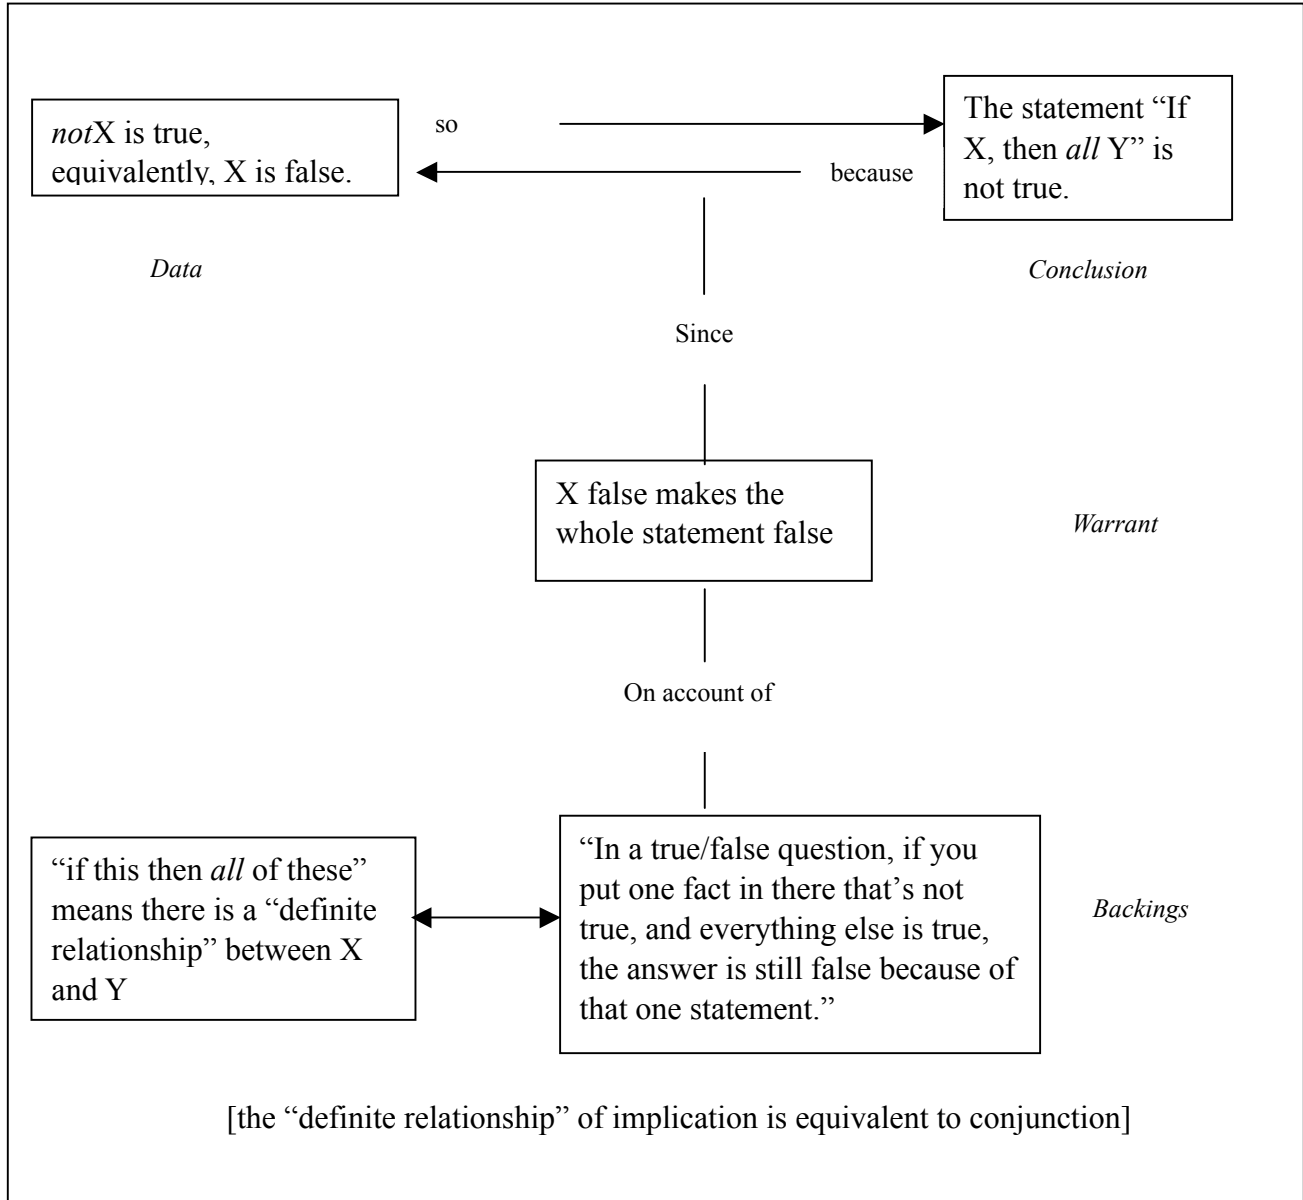 notX is true,
equivalently, X is false.
so
because
The statement “If
X, then all Y” is
not true.
Data
Conclusion
Since
X false makes the
whole statement false
Warrant
On account of
“if this then all of these”
means there is a “definite
relationship” between X
and Y
“In a true/false question, if you
put one fact in there that’s not
true, and everything else is true,
the answer is still false because of
that one statement.”
Backings
[the “definite relationship” of implication is equivalent to conjunction]